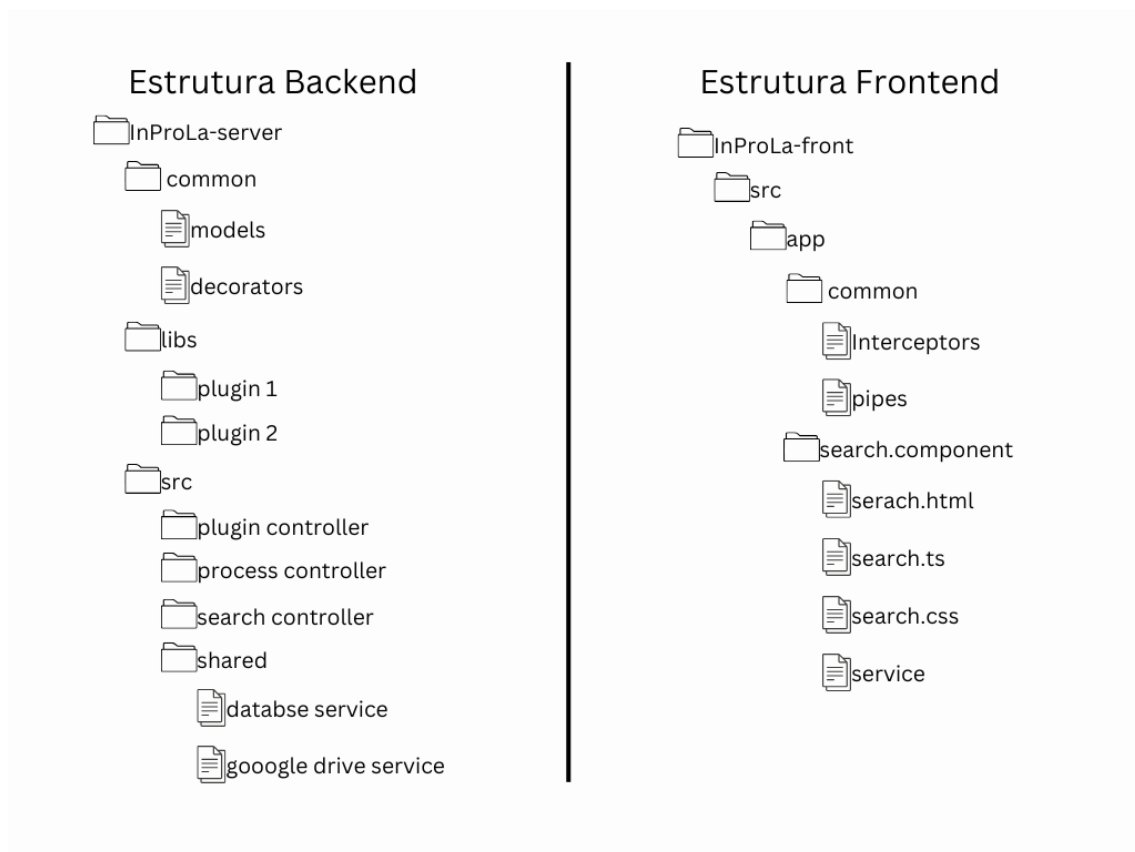 Estrutura Backend
InProLa-server
common
models
decorators
libs
plugin 1
plugin 2
src
plugin controller
process controller
search controller
shared
databse service
gooogle drive service
Estrutura Frontend
InProLa-front
src
app
common
Interceptors
pipes
search.component
serach.html
search.ts
search.css
service